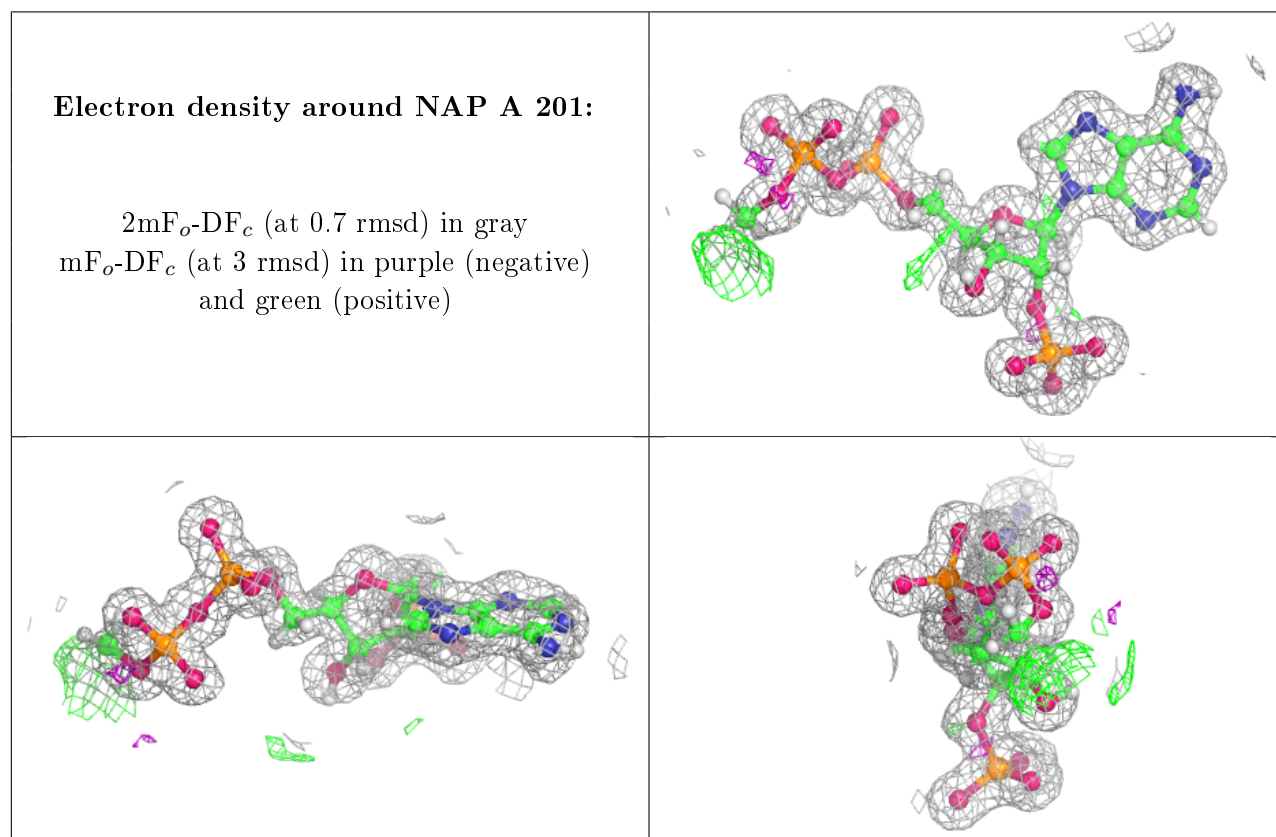 Electron density around NAP A 201:
2mFo-DFc (at 0.7 rmsd) in gray
mFo-DFc (at 3 rmsd) in purple (negative)
and green (positive)